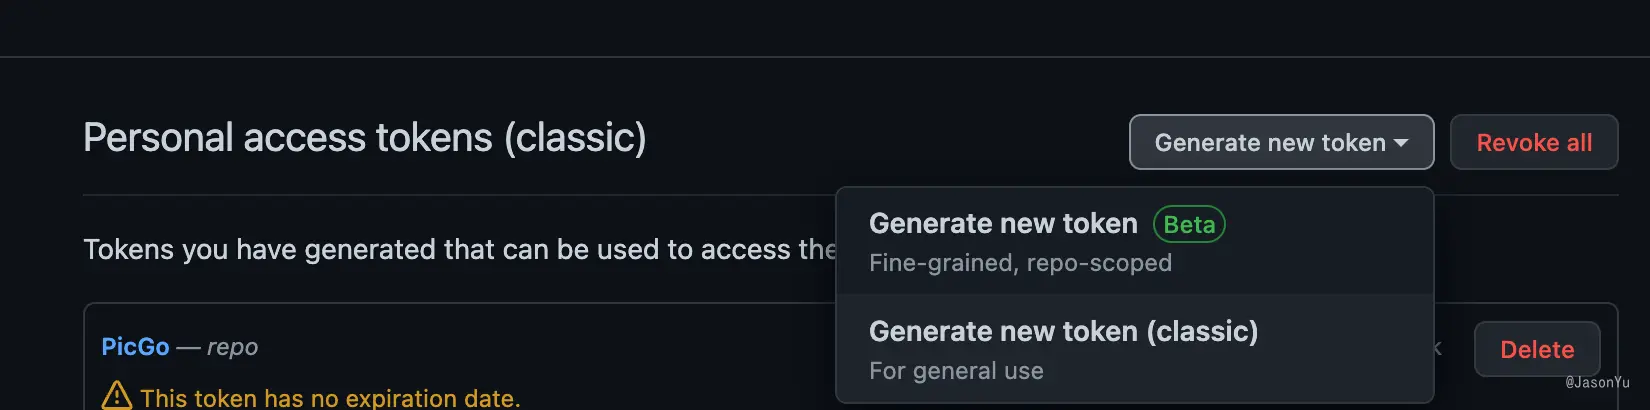 Personal access tokens (classic)
Generate new token
Revoke all
Generate new token Beta
Fine-grained, repo-scoped
Tokens you have generated that can be used to access the
Generate new token (classic)
For general use
PicGo — repo
Delete
This token has no expiration date.
@JasonYu